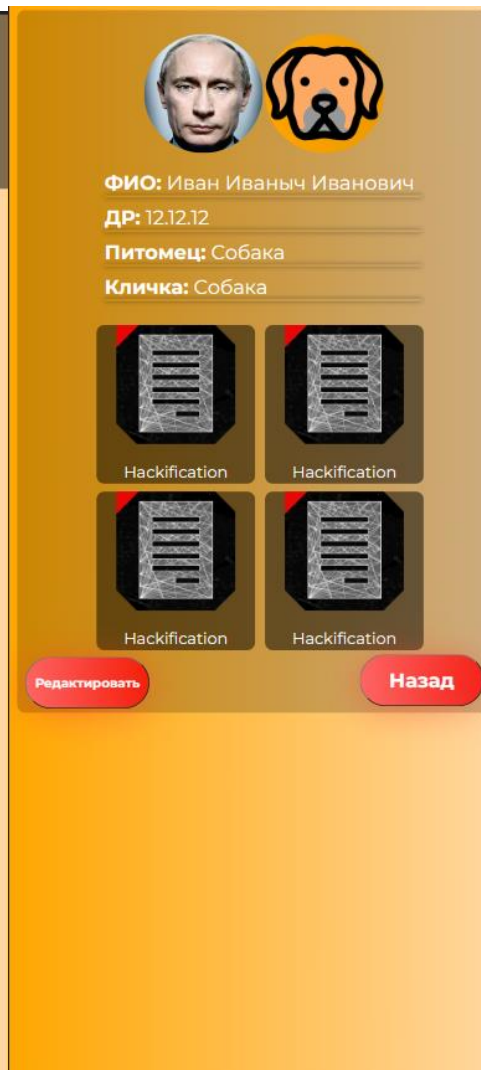 ФИО: Иван Иваныч Иванович
ДР: 12.12.12
Питомец: Собака
Кличка: Собака
Hackification
Hackification
Hackification
Hackification
Редактировать
Назад